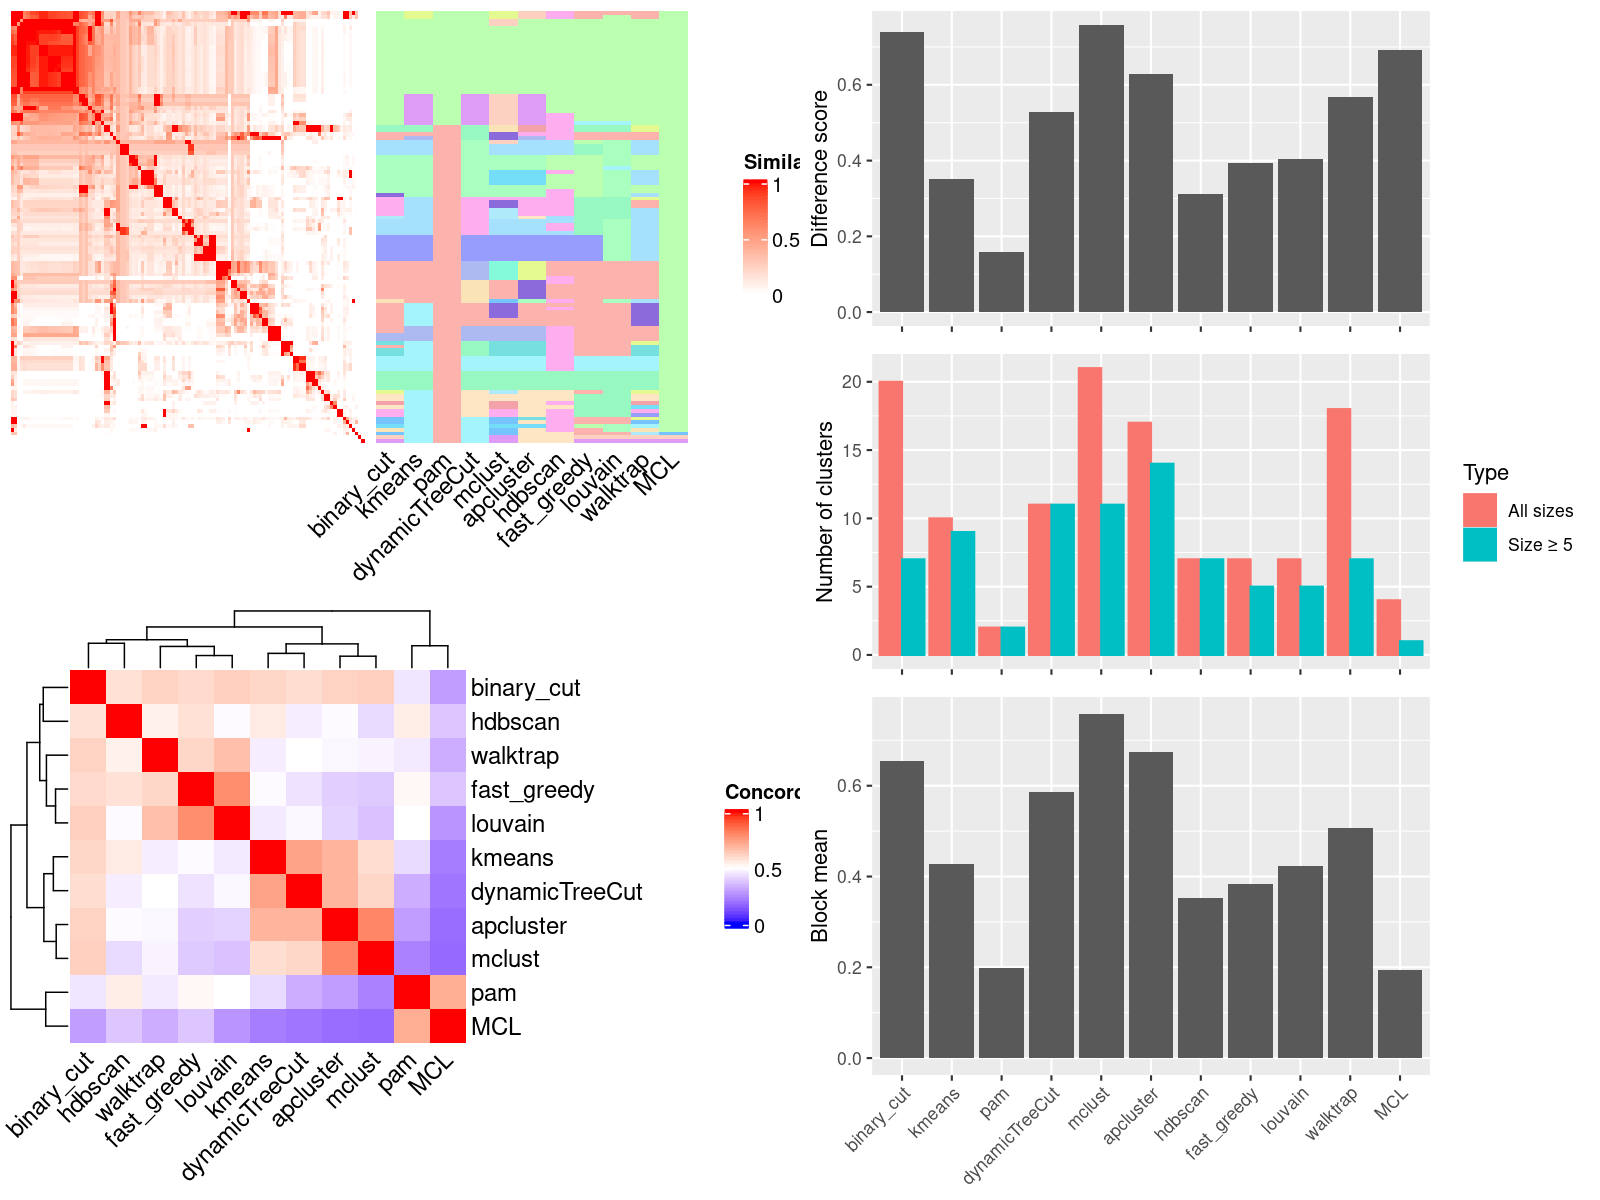 Simila
1
0.5
0
binary_cut
kmeans
pam
dynamicTreeCut
mclust
apcluster
hdbscan
fast_greedy
louvain
walktrap
MCL
binary_cut
hdbscan
walktrap
fast_greedy
louvain
kmeans
dynamicTreeCut
apcluster
mclust
pam
MCL
binary_cut
hdbscan
walktrap
fast_greedy
louvain
kmeans
dynamicTreeCut
apcluster
mclust
pam
MCL
Concord
1
0.5
0
Difference score
0.6
0.4
0.2
0.0
Number of clusters
20
15
10
5
0
Type
All sizes
Size ≥ 5
Block mean
0.6
0.4
0.2
0.0
binary_cut
kmeans
pam
dynamicTreeCut
mclust
apcluster
hdbscan
fast_greedy
louvain
walktrap
MCL